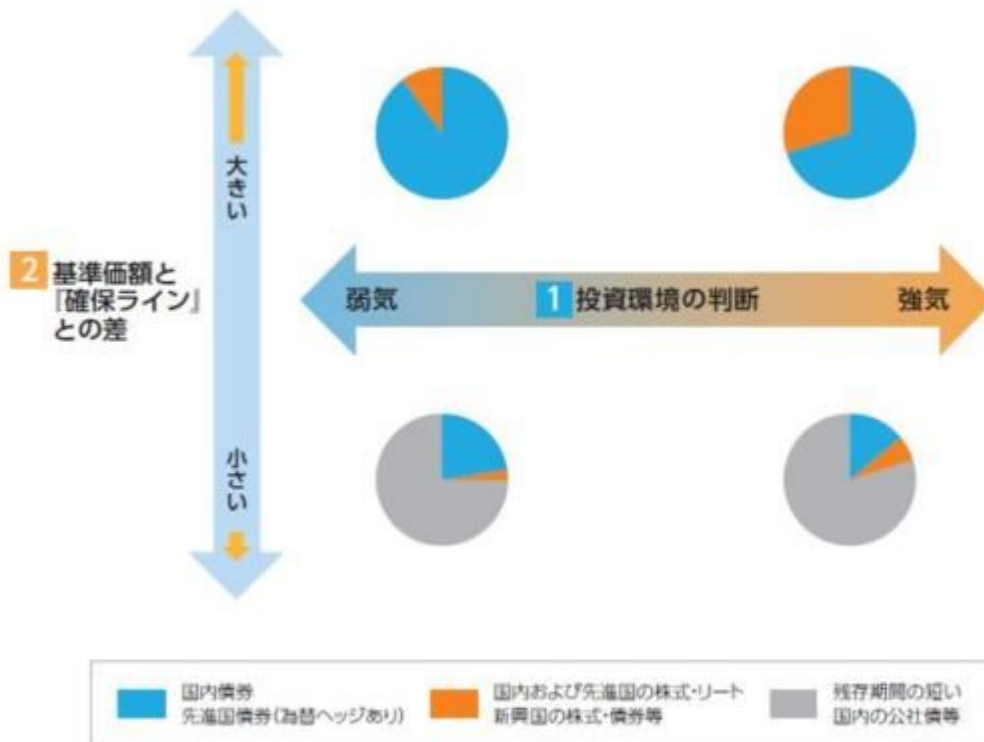 大きい
2 基準価額と
『確保ライン』
との差
弱気
1 投資環境の判断
強気
小さい
国内債券
先進国債券(為替ヘッジあり)
国内および先進国の株式・リート
新興国の株式・債券等
残存期間の短い
国内の公社債等